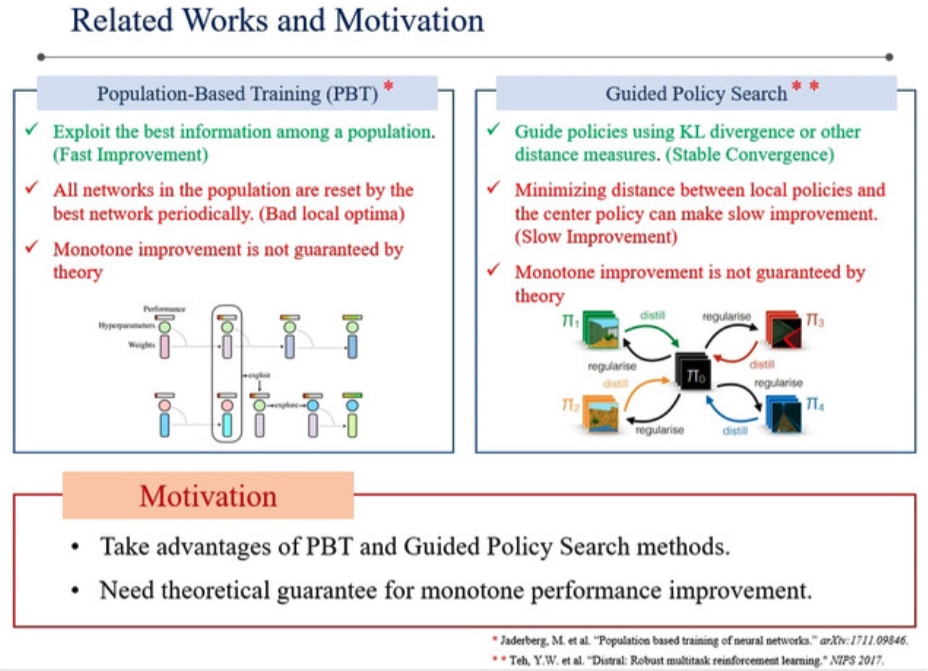 Related Works and Motivation
Population-Based Training (PBT) *
✓ Exploit the best information among a population.
(Fast Improvement)
✓ All networks in the population are reset by the
best network periodically. (Bad local optima)
✓ Monotone improvement is not guaranteed by
theory
Performance
Hyperparameters
Weights
exploit
explore
Guided Policy Search * *
✓ Guide policies using KL divergence or other
distance measures. (Stable Convergence)
✓ Minimizing distance between local policies and
the center policy can make slow improvement.
(Slow Improvement)
✓ Monotone improvement is not guaranteed by
theory
π₁
distill
regularise
π₃
regularise
distill
π₀
distill
regularise
π₂
π₄
regularise
distill
Motivation
• Take advantages of PBT and Guided Policy Search methods.
• Need theoretical guarantee for monotone performance improvement.
* Jaderberg, M. et al. "Population based training of neural networks." arXiv:1711.09846.
* * Teh, Y.W. et al. "Distral: Robust multitask reinforcement learning." NIPS 2017.